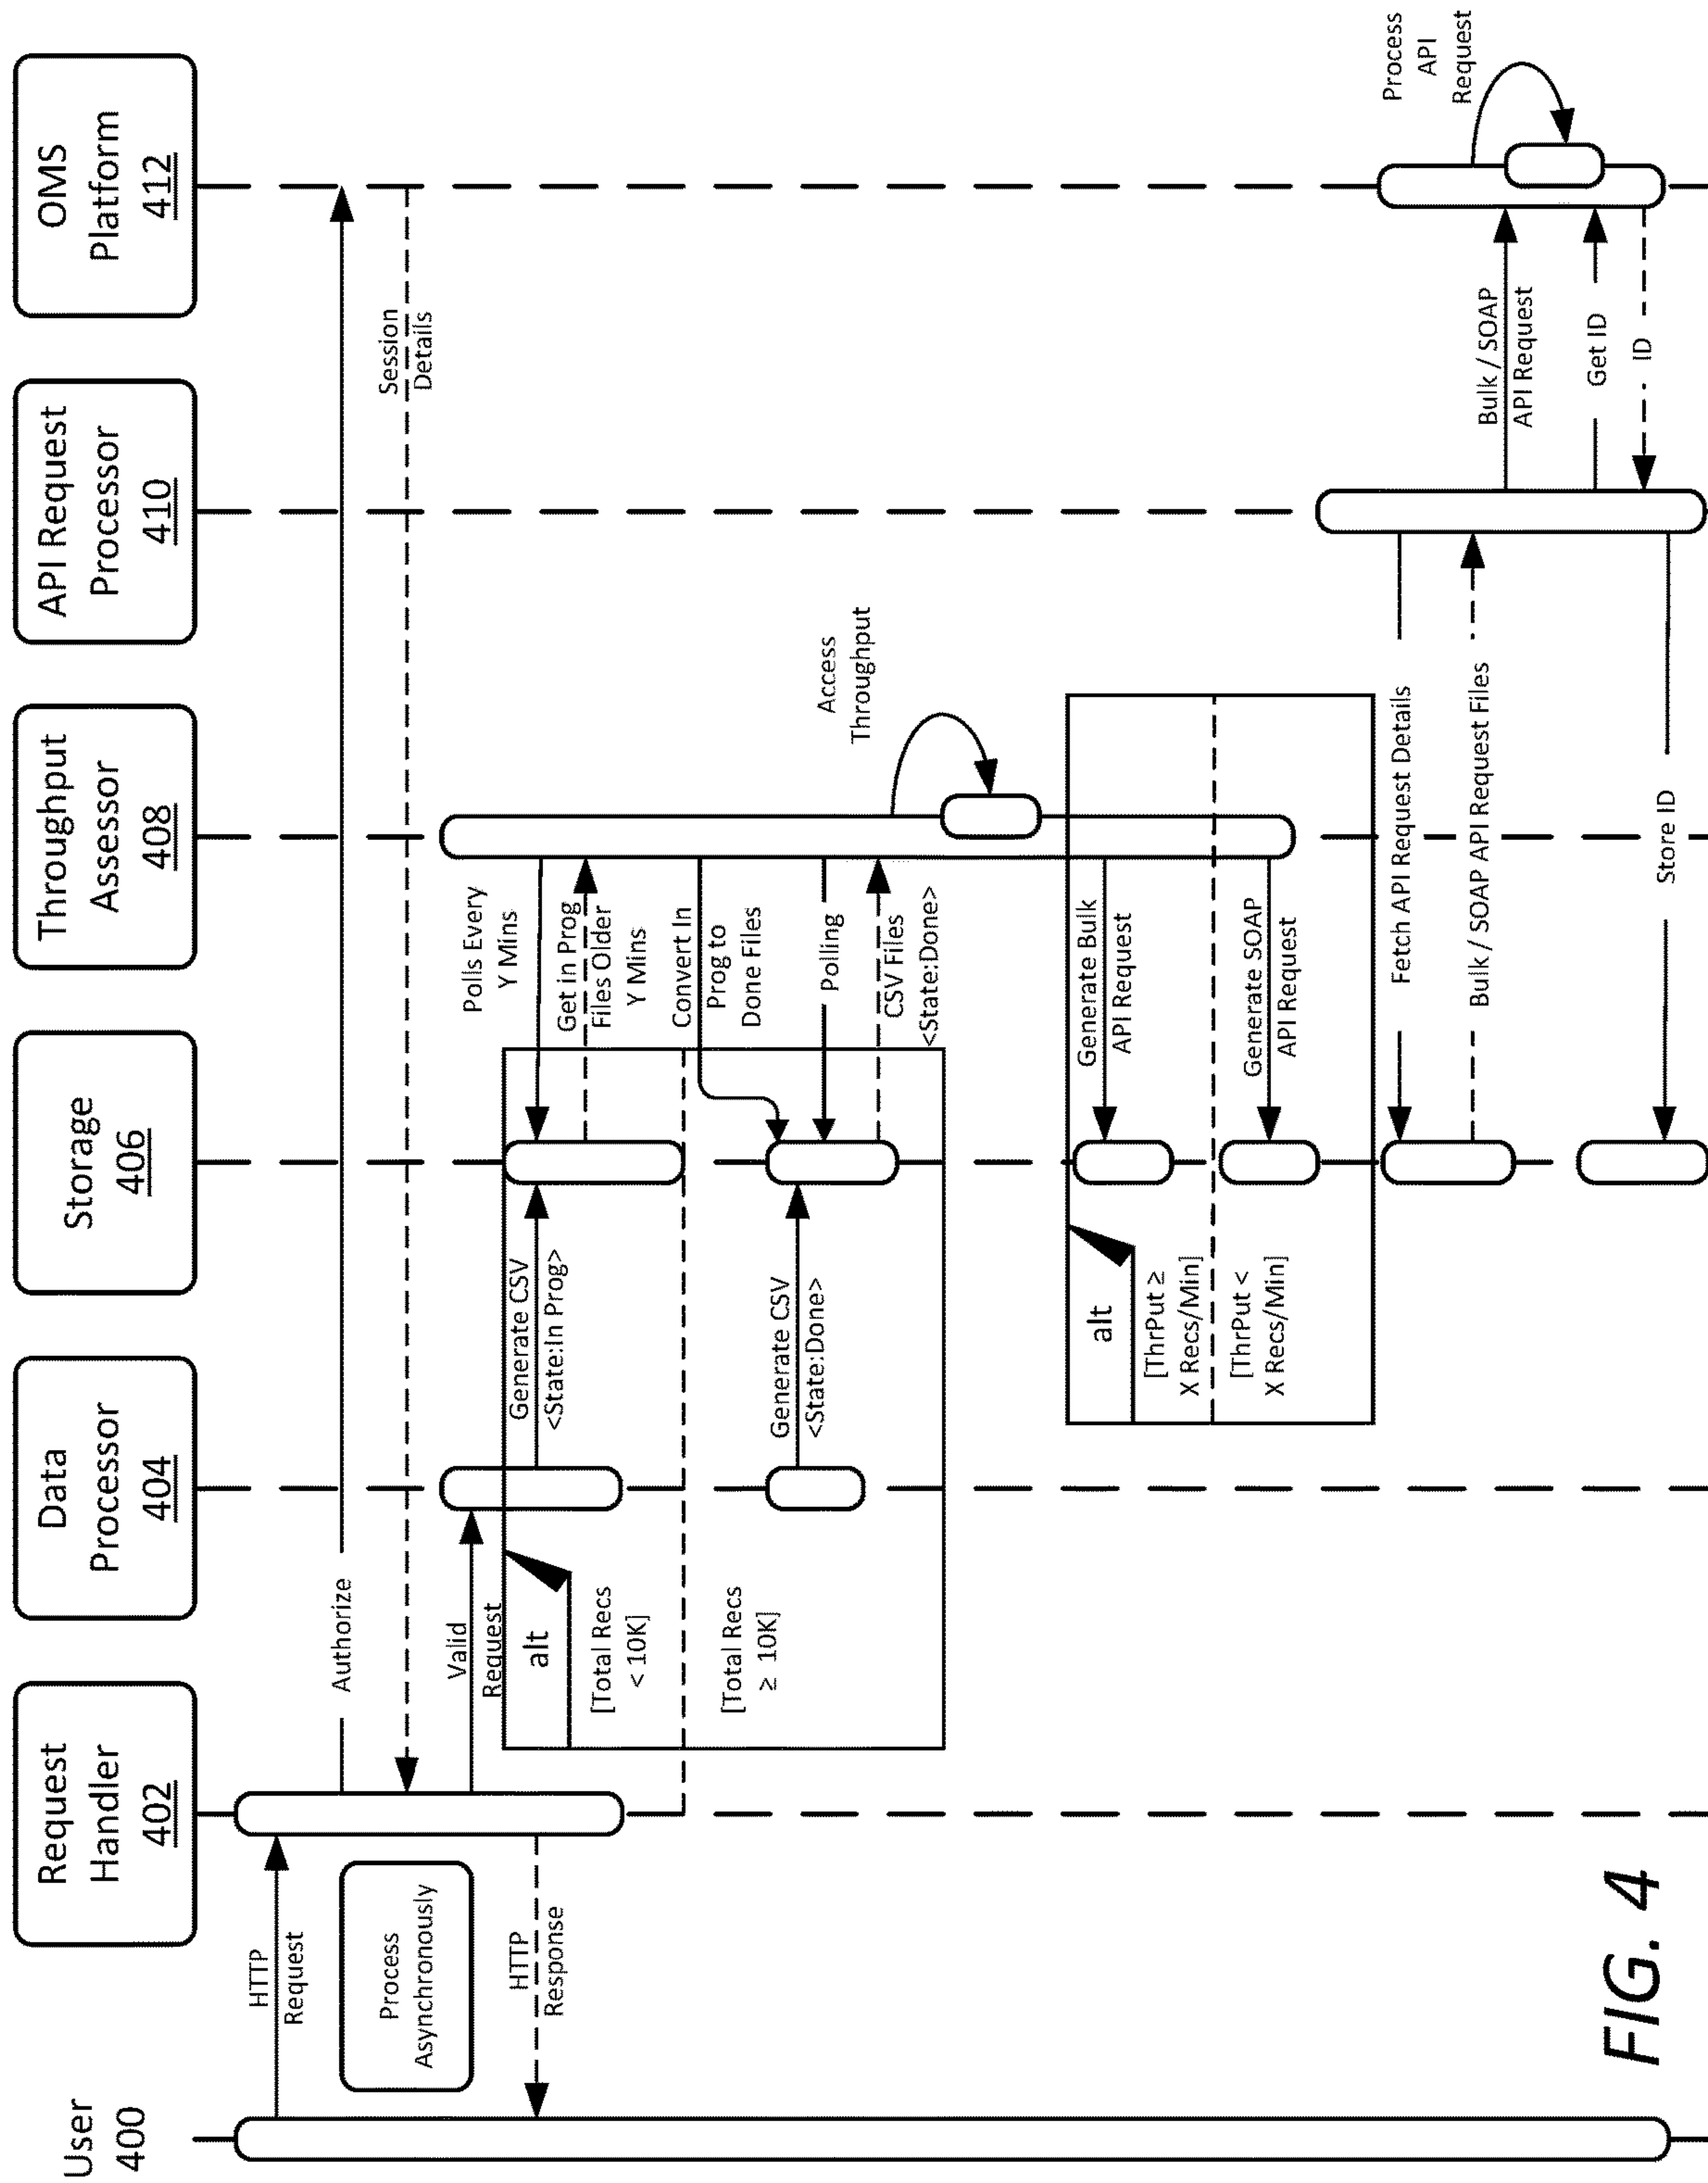 User
400
Request
Handler
402
Data
Processor
404
Storage
406
Throughput
Assessor
408
API Request
Processor
410
OMS
Platform
412
HTTP
Request
Authorize
Session
Details
Process
Asynchronously
Valid
Request
HTTP
Response
alt
[Total Recs
< 10K]
Generate CSV
<State:In Prog>
Polls Every
Y Mins
Get in Prog
Files Older
Y Mins
Convert In
Prog to
Done Files
[Total Recs
≥ 10K]
Generate CSV
<State:Done>
Polling
CSV Files
<State:Done>
Access
Throughput
alt
[ThrPut ≥
X Recs/Min]
Generate Bulk
API Request
[ThrPut <
X Recs/Min]
Generate SOAP
API Request
Fetch API Request Details
Bulk / SOAP API Request Files
Process
API
Request
Bulk / SOAP
API Request
Get ID
ID
Store ID
FIG. 4